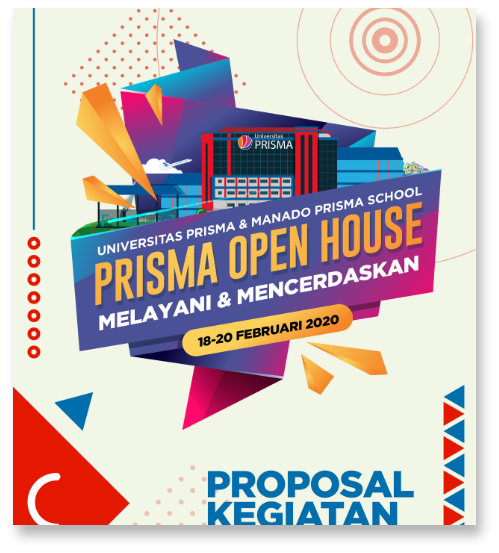 Universitas
PRISMA
UNIVERSITAS PRISMA & MANADO PRISMA SCHOOL
PRISMA OPEN HOUSE
MELAYANI & MENCERDASKAN
18-20 FEBRUARI 2020
PROPOSAL
KEGIATAN